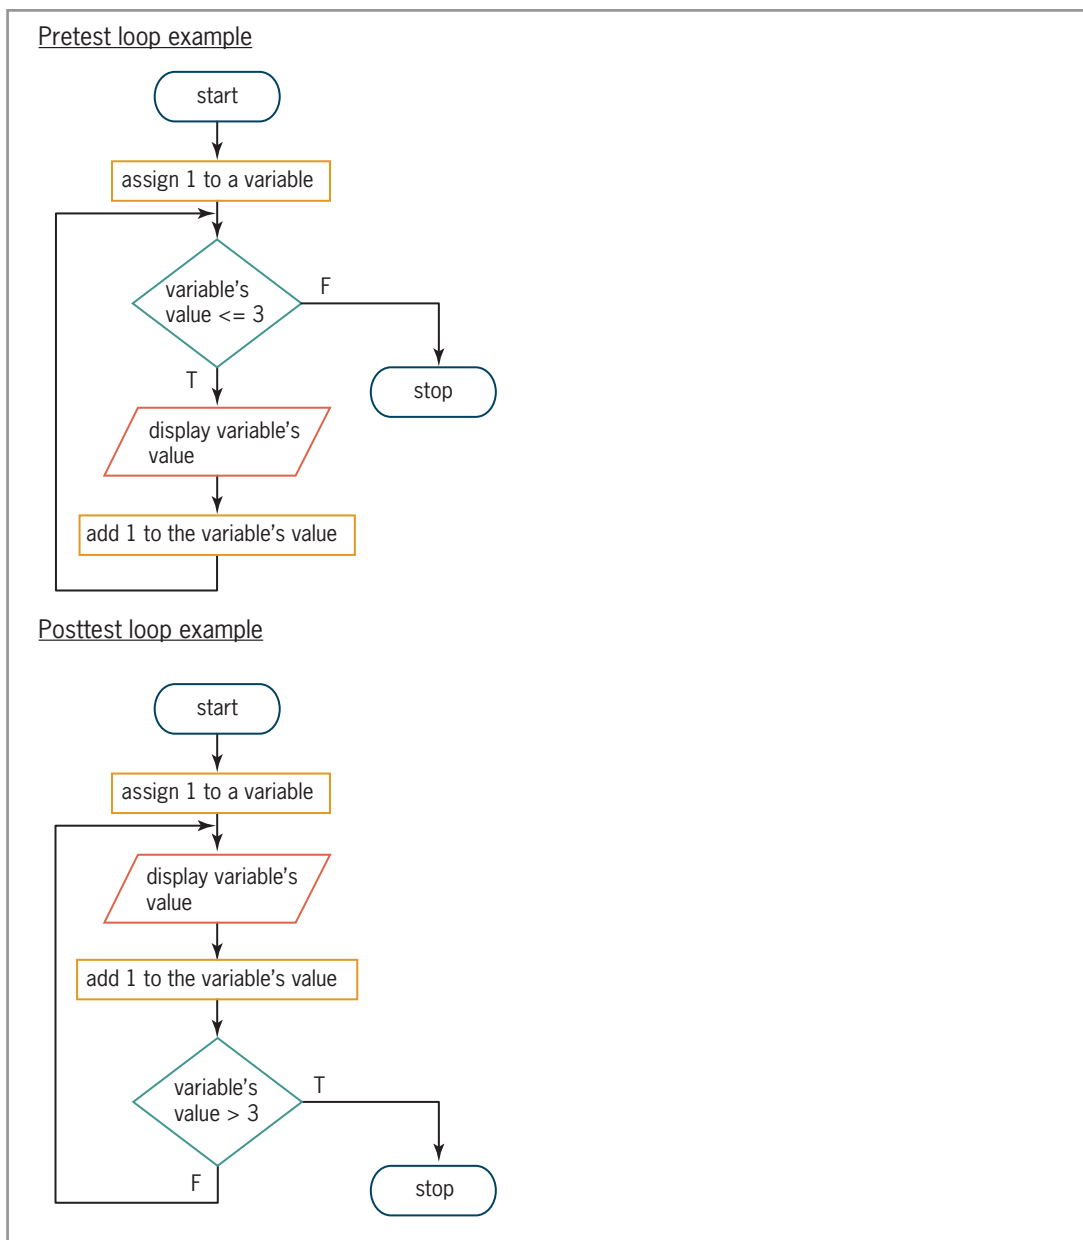 Pretest loop example
start
assign 1 to a variable
variable's
value <= 3
F
T
stop
display variable's
value
add 1 to the variable's value
Posttest loop example
start
assign 1 to a variable
display variable's
value
add 1 to the variable's value
variable's
value > 3
T
F
stop